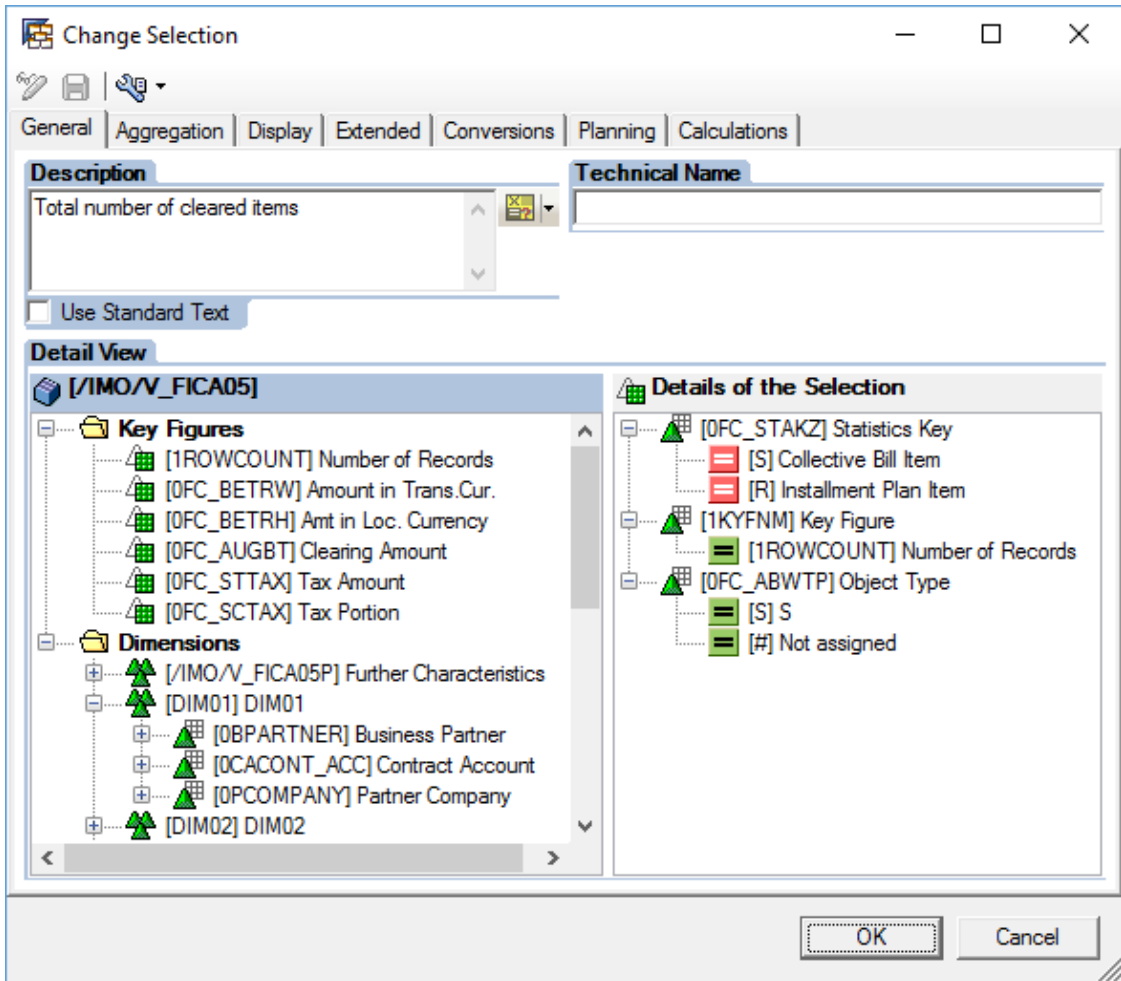 Change Selection
General Aggregation Display Extended Conversions Planning Calculations
Description
Technical Name
Total number of cleared items
Use Standard Text
Detail View
[/IMO/V_FICA05]
Key Figures
[1ROWCOUNT] Number of Records
[0FC_BETRW] Amount in Trans.Cur.
[0FC_BETRH] Amt in Loc. Currency
[0FC_AUGBT] Clearing Amount
[0FC_STTAX] Tax Amount
[0FC_SCTAX] Tax Portion
Dimensions
[/IMO/V_FICA05P] Further Characteristics
[DIM01] DIM01
[0BPARTNER] Business Partner
[0CACONT_ACC] Contract Account
[0PCOMPANY] Partner Company
[DIM02] DIM02
Details of the Selection
[0FC_STAKZ] Statistics Key
[S] Collective Bill Item
[R] Installment Plan Item
[1KYFNM] Key Figure
[1ROWCOUNT] Number of Records
[0FC_ABWTP] Object Type
[S] S
[#] Not assigned
OK Cancel